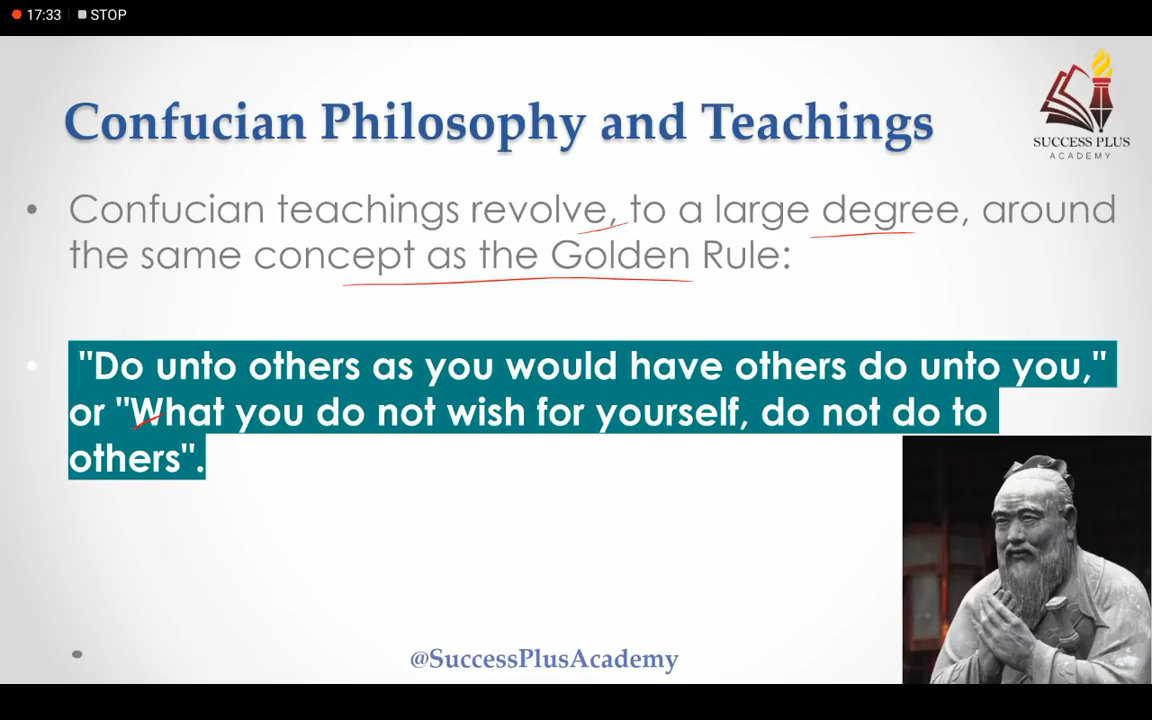 17:33 STOP
SUCCESS PLUS
ACADEMY
Confucian Philosophy and Teachings
• Confucian teachings revolve, to a large degree, around
the same concept as the Golden Rule:
• "Do unto others as you would have others do unto you,"
or "What you do not wish for yourself, do not do to
others".
@SuccessPlusAcademy